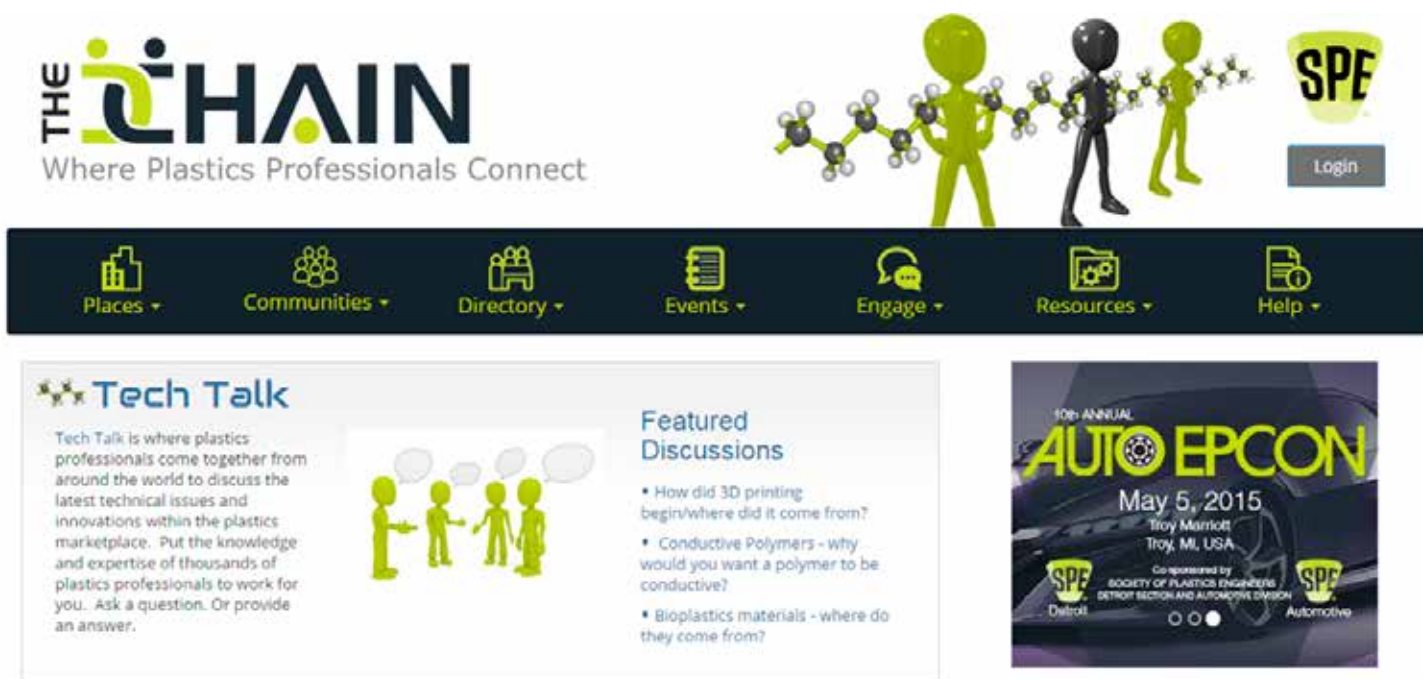 THE CHAIN
Where Plastics Professionals Connect
SPE
Login
Places
Communities
Directory
Events
Engage
Resources
Help
Tech Talk
Tech Talk is where plastics
professionals come together from
around the world to discuss the
latest technical issues and
innovations within the plastics
marketplace. Put the knowledge
and expertise of thousands of
plastics professionals to work for
you. Ask a question. Or provide
an answer.
Featured
Discussions
• How did 3D printing
begin/where did it come from?
• Conductive Polymers - why
would you want a polymer to be
conductive?
• Bioplastics materials - where do
they come from?
10th ANNUAL
AUTO EPCON
May 5, 2015
Troy Marriott
Troy, MI, USA
Co-sponsored by
SOCIETY OF PLASTICS ENGINEERS
DETROIT SECTION AND AUTOMOTIVE DIVISION
SPE
Detroit
SPE
Automotive